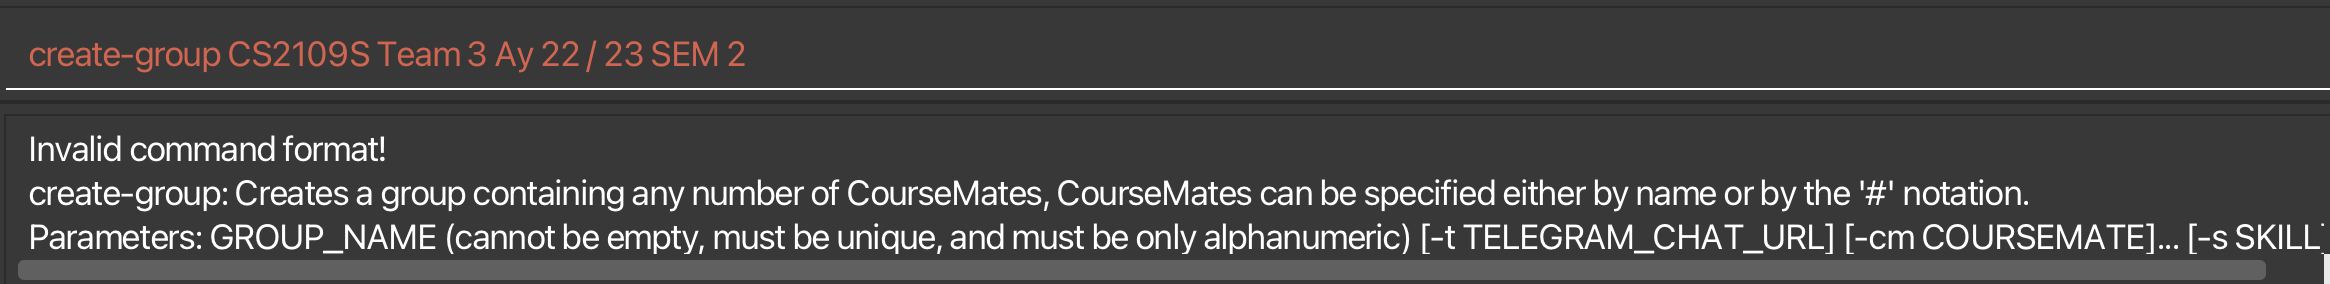 create-group CS2109S Team 3 Ay 22 / 23 SEM 2
Invalid command format!
create-group: Creates a group containing any number of CourseMates, CourseMates can be specified either by name or by the '#' notation.
Parameters: GROUP_NAME (cannot be empty, must be unique, and must be only alphanumeric) [-t TELEGRAM_CHAT_URL] [-cm COURSEMATE]... [-s SKILL]